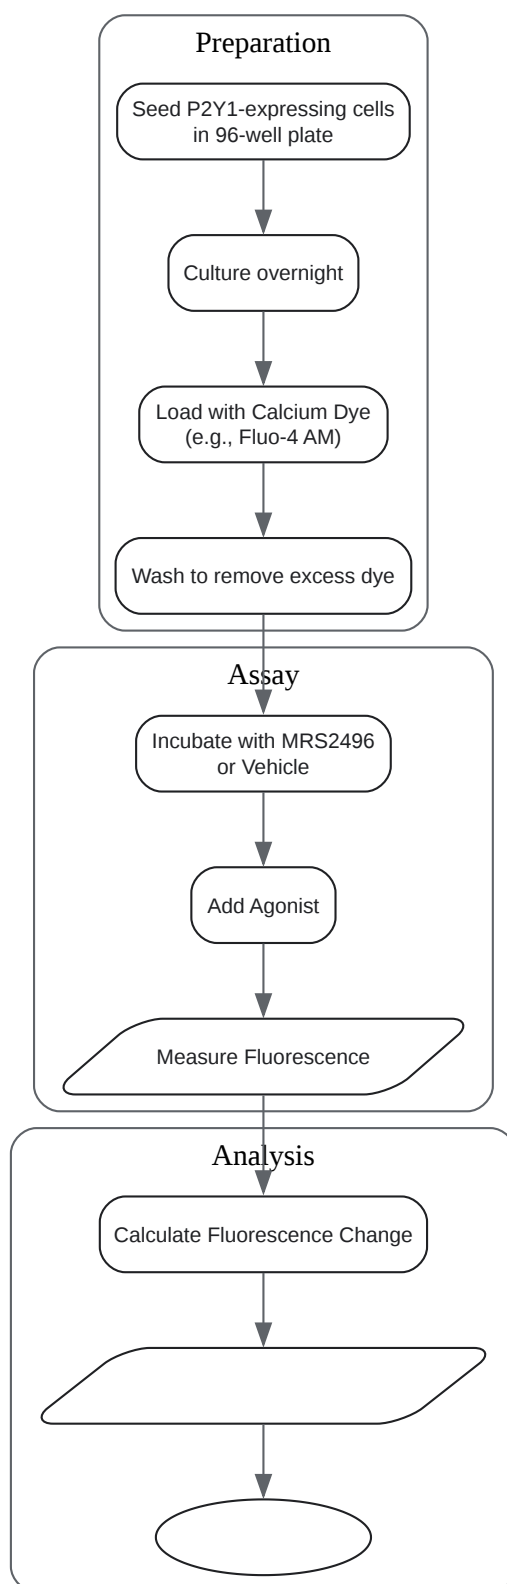 Preparation
Seed P2Y1-expressing cells
in 96-well plate
Culture overnight
Load with Calcium Dye
(e.g., Fluo-4 AM)
Wash to remove excess dye
Assay
Incubate with MRS2496
or Vehicle
Add Agonist
Measure Fluorescence
Analysis
Calculate Fluorescence Change